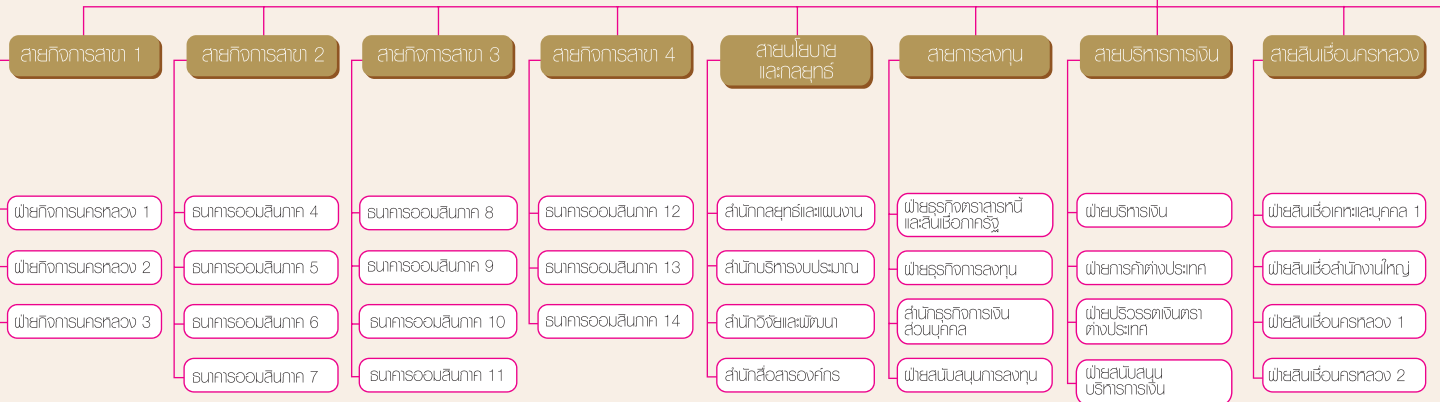 สายกิจการสาขา 1
สายกิจการสาขา 2
สายกิจการสาขา 3
สายกิจการสาขา 4
สายนโยบาย
และกลยุทธ์
สายการลงทุน
สายบริหารการเงิน
สายสินเชื่อนครหลวง
ฝ่ายกิจการนครหลวง 1
ฝ่ายกิจการนครหลวง 2
ฝ่ายกิจการนครหลวง 3
ธนาคารออมสินภาค 4
ธนาคารออมสินภาค 5
ธนาคารออมสินภาค 6
ธนาคารออมสินภาค 7
ธนาคารออมสินภาค 8
ธนาคารออมสินภาค 9
ธนาคารออมสินภาค 10
ธนาคารออมสินภาค 11
ธนาคารออมสินภาค 12
ธนาคารออมสินภาค 13
ธนาคารออมสินภาค 14
สำนักกลยุทธ์และแผนงาน
สำนักบริหารงบประมาณ
สำนักวิจัยและพัฒนา
สำนักสื่อสารองค์กร
ฝ่ายธุรกิจตราสารหนี้
และสินเชื่อภาครัฐ
ฝ่ายธุรกิจการลงทุน
สำนักธุรกิจการเงิน
ส่วนบุคคล
ฝ่ายสนับสนุนการลงทุน
ฝ่ายบริหารเงิน
ฝ่ายการค้าต่างประเทศ
ฝ่ายปริวรรตเงินตรา
ต่างประเทศ
ฝ่ายสนับสนุน
บริหารการเงิน
ฝ่ายสินเชื่อเคหะและบุคคล 1
ฝ่ายสินเชื่อสำนักงานใหญ่
ฝ่ายสินเชื่อนครหลวง 1
ฝ่ายสินเชื่อนครหลวง 2